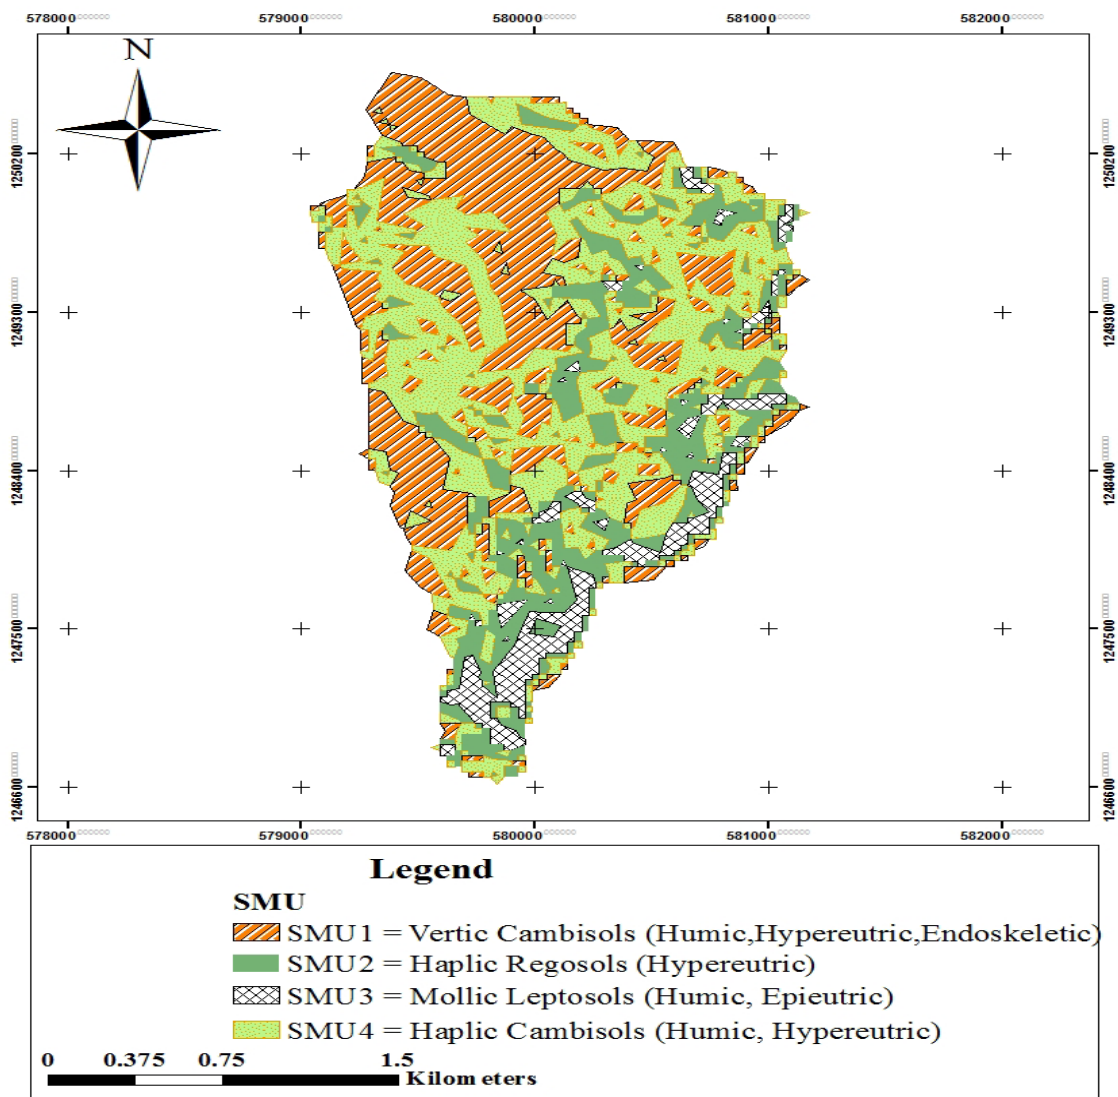 578000 579000 580000 581000 582000
N
1250200 1250200
1249300 1249300
1248400 1248400
1247500 1247500
1246600 1246600
578000 579000 580000 581000 582000
Legend
SMU
SMU1 = Vertic Cambisols (Humic,Hypereutric,Endoskeletic)
SMU2 = Haplic Regosols (Hypereutric)
SMU3 = Mollic Leptosols (Humic, Epieutric)
SMU4 = Haplic Cambisols (Humic, Hypereutric)
0 0.375 0.75 1.5
Kilometers